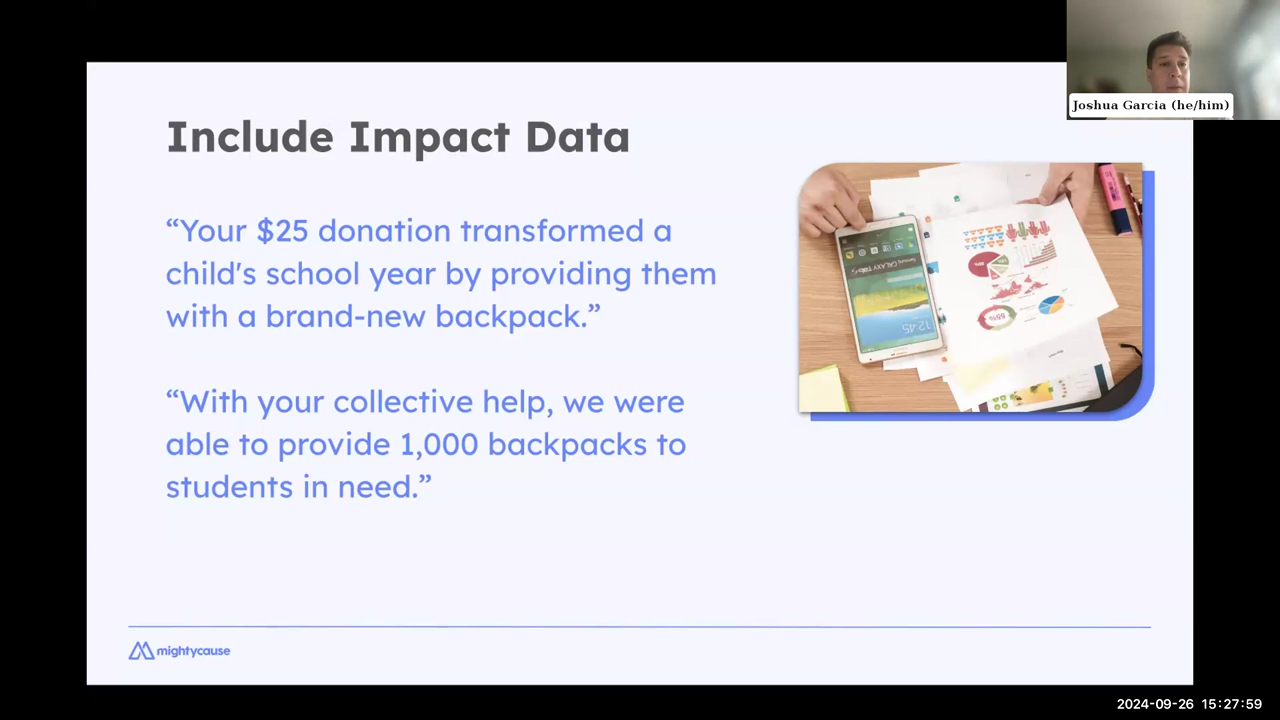 Joshua Garcia (he/him)
Include Impact Data
“Your $25 donation transformed a
child's school year by providing them
with a brand-new backpack.”
“With your collective help, we were
able to provide 1,000 backpacks to
students in need.”
12:45
mightycause
2024-09-26 15:27:59